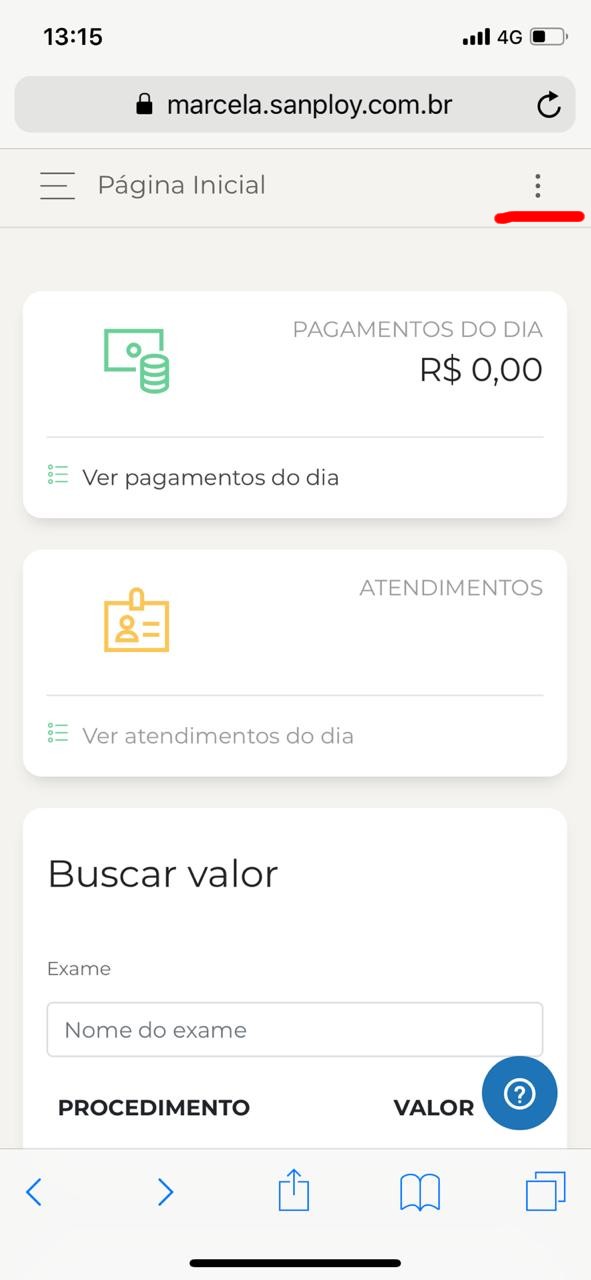 13:15
4G
marcela.sanploy.com.br
Página Inicial
PAGAMENTOS DO DIA
R$ 0,00
Ver pagamentos do dia
ATENDIMENTOS
Ver atendimentos do dia
Buscar valor
Exame
Nome do exame
PROCEDIMENTO VALOR
?